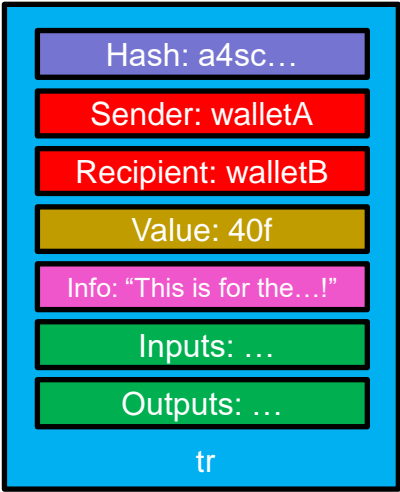 Hash: a4sc…
Sender: walletA
Recipient: walletB
Value: 40f
Info: “This is for the…!”
Inputs: …
Outputs: …
tr